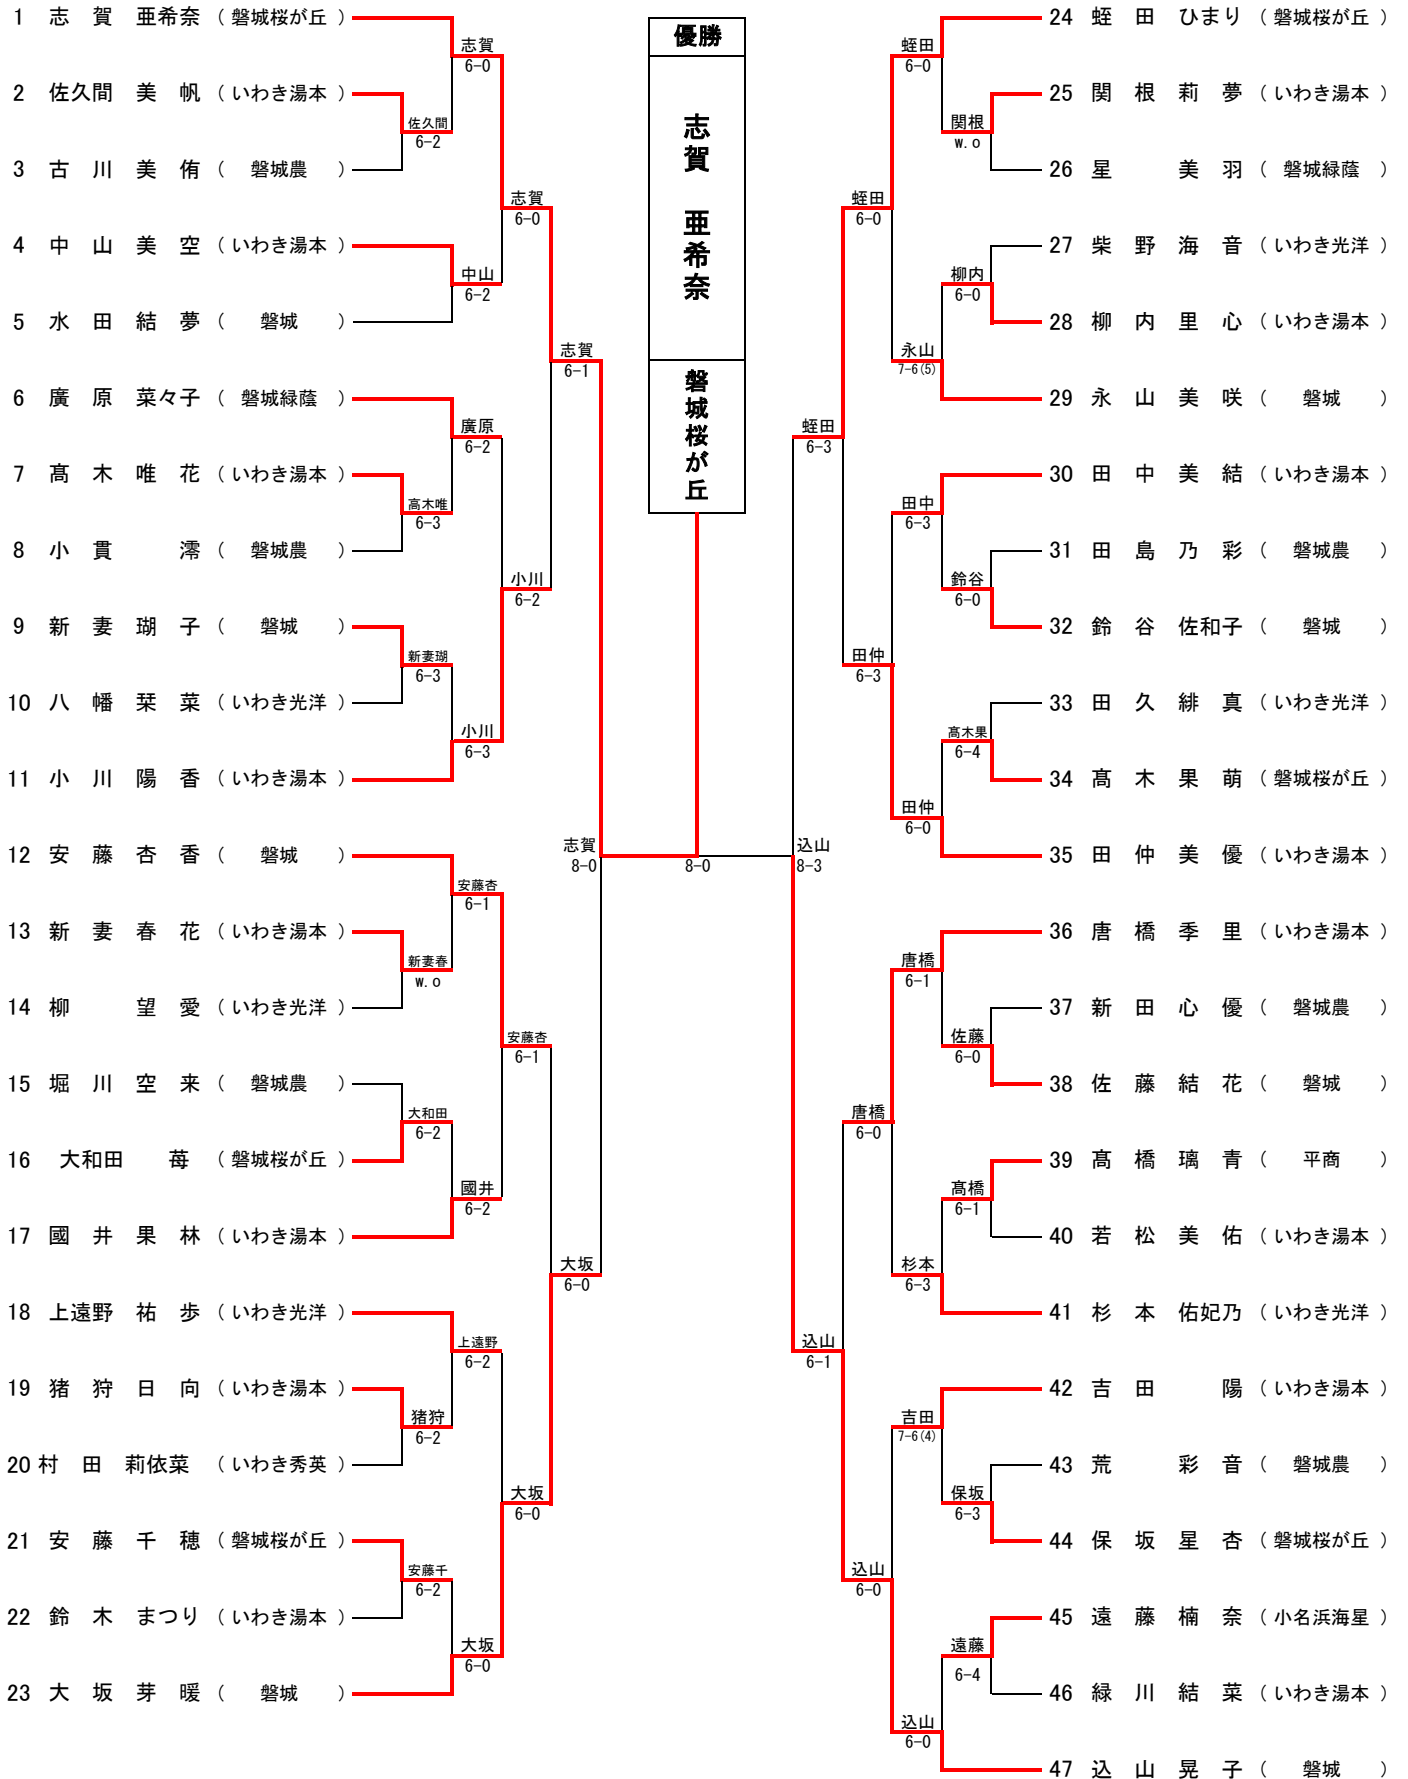 1 志 賀 亜希奈 （ 磐城桜が丘 ）
2 佐久間 美 帆 （ いわき湯本 ）
3 古 川 美 侑 （ 磐城農 ）
4 中 山 美 空 （ いわき湯本 ）
5 水 田 結 夢 （ 磐城 ）
6 廣 原 菜々子 （ 磐城緑蔭 ）
7 髙 木 唯 花 （ いわき湯本 ）
8 小 貫 澪 （ 磐城農 ）
9 新 妻 瑚 子 （ 磐城 ）
10 八 幡 栞 菜 （ いわき光洋 ）
11 小 川 陽 香 （ いわき湯本 ）
12 安 藤 杏 香 （ 磐城 ）
13 新 妻 春 花 （ いわき湯本 ）
14 柳 望 愛 （ いわき光洋 ）
15 堀 川 空 来 （ 磐城農 ）
16 大和田 苺 （ 磐城桜が丘 ）
17 國 井 果 林 （ いわき湯本 ）
18 上遠野 祐 歩 （ いわき光洋 ）
19 猪 狩 日 向 （ いわき湯本 ）
20 村 田 莉依菜 （ いわき秀英 ）
21 安 藤 千 穂 （ 磐城桜が丘 ）
22 鈴 木 まつり （ いわき湯本 ）
23 大 坂 芽 暖 （ 磐城 ）
佐久間
6-2
高木唯
6-3
新妻瑚
6-3
新妻春
w.o
大和田
6-2
猪狩
6-2
安藤千
6-2
志賀
6-0
中山
6-2
廣原
6-2
小川
6-3
安藤杏
6-1
國井
6-2
上遠野
6-2
大坂
6-0
志賀
6-0
小川
6-2
安藤杏
6-1
大坂
6-0
志賀
6-1
大坂
6-0
志賀
8-0
優勝
志賀 亜希奈
磐城桜が丘
8-0
込山
8-3
蛭田
6-3
込山
6-1
蛭田
6-0
田仲
6-3
唐橋
6-0
込山
6-0
蛭田
6-0
永山
7-6(5)
田中
6-3
田仲
6-0
唐橋
6-1
杉本
6-3
吉田
7-6(4)
込山
6-0
関根
w.o
柳内
6-0
鈴谷
6-0
髙木果
6-4
佐藤
6-0
髙橋
6-1
保坂
6-3
遠藤
6-4
24 蛭 田 ひまり （ 磐城桜が丘 ）
25 関 根 莉 夢 （ いわき湯本 ）
26 星 美 羽 （ 磐城緑蔭 ）
27 柴 野 海 音 （ いわき光洋 ）
28 柳 内 里 心 （ いわき湯本 ）
29 永 山 美 咲 （ 磐城 ）
30 田 中 美 結 （ いわき湯本 ）
31 田 島 乃 彩 （ 磐城農 ）
32 鈴 谷 佐和子 （ 磐城 ）
33 田 久 緋 真 （ いわき光洋 ）
34 髙 木 果 萌 （ 磐城桜が丘 ）
35 田 仲 美 優 （ いわき湯本 ）
36 唐 橋 季 里 （ いわき湯本 ）
37 新 田 心 優 （ 磐城農 ）
38 佐 藤 結 花 （ 磐城 ）
39 髙 橋 璃 青 （ 平商 ）
40 若 松 美 佑 （ いわき湯本 ）
41 杉 本 佑妃乃 （ いわき光洋 ）
42 吉 田 陽 （ いわき湯本 ）
43 荒 彩 音 （ 磐城農 ）
44 保 坂 星 杏 （ 磐城桜が丘 ）
45 遠 藤 楠 奈 （ 小名浜海星 ）
46 緑 川 結 菜 （ いわき湯本 ）
47 込 山 晃 子 （ 磐城 ）